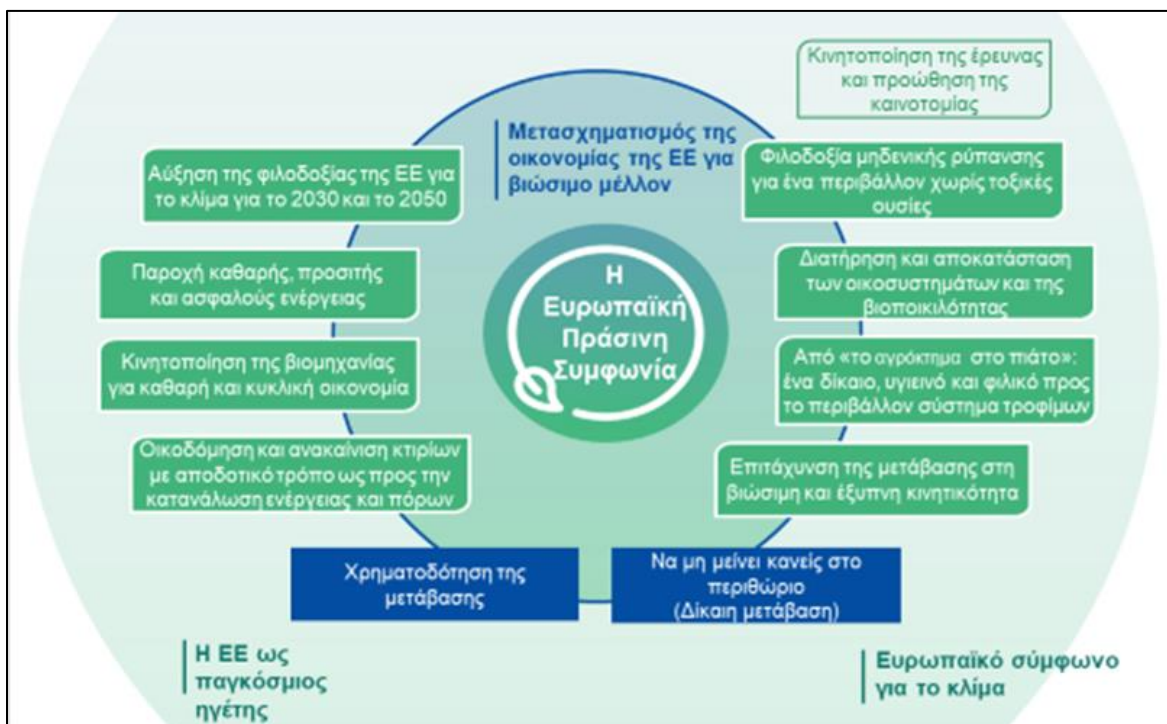 Κινητοποίηση της έρευνας
και προώθηση της
καινοτομίας
Μετασχηματισμός της
οικονομίας της ΕΕ για
βιώσιμο μέλλον
Αύξηση της φιλοδοξίας της ΕΕ για
το κλίμα για το 2030 και το 2050
Φιλοδοξία μηδενικής ρύπανσης
για ένα περιβάλλον χωρίς τοξικές
ουσίες
Παροχή καθαρής, προσιτής
και ασφαλούς ενέργειας
Η
Ευρωπαϊκή
Πράσινη
Συμφωνία
Διατήρηση και αποκατάσταση
των οικοσυστημάτων και της
βιοποικιλότητας
Κινητοποίηση της βιομηχανίας
για καθαρή και κυκλική οικονομία
Από «το αγρόκτημα στο πιάτο»:
ένα δίκαιο, υγιεινό και φιλικό προς
το περιβάλλον σύστημα τροφίμων
Οικοδόμηση και ανακαίνιση κτιρίων
με αποδοτικό τρόπο ως προς την
κατανάλωση ενέργειας και πόρων
Επιτάχυνση της μετάβασης στη
βιώσιμη και έξυπνη κινητικότητα
Χρηματοδότηση της
μετάβασης
Να μη μείνει κανείς στο
περιθώριο
(Δίκαιη μετάβαση)
Η ΕΕ ως
παγκόσμιος
ηγέτης
Ευρωπαϊκό σύμφωνο
για το κλίμα